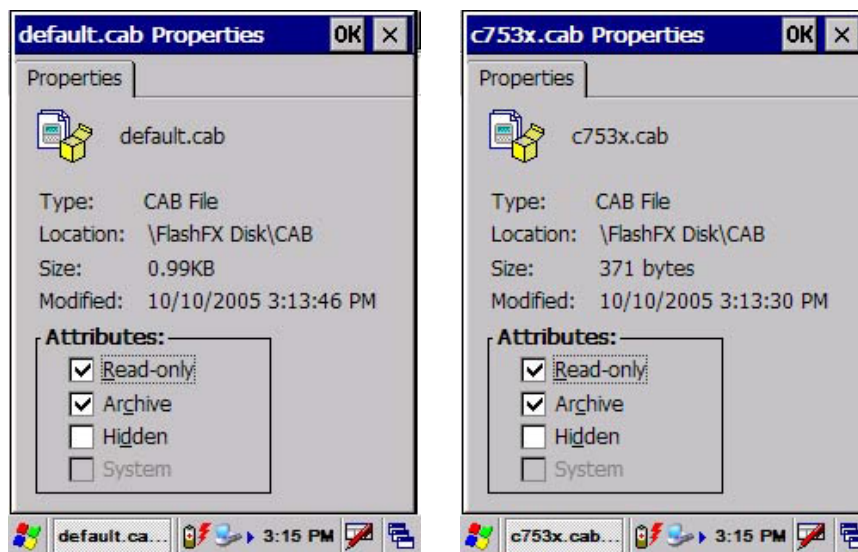 default.cab Properties OK ×
Properties
default.cab
Type: CAB File
Location: \FlashFX Disk\CAB
Size: 0.99KB
Modified: 10/10/2005 3:13:46 PM
Attributes:
Read-only
Archive
Hidden
System
default.ca... 3:15 PM
c753x.cab Properties OK ×
Properties
c753x.cab
Type: CAB File
Location: \FlashFX Disk\CAB
Size: 371 bytes
Modified: 10/10/2005 3:13:30 PM
Attributes:
Read-only
Archive
Hidden
System
c753x.cab... 3:15 PM